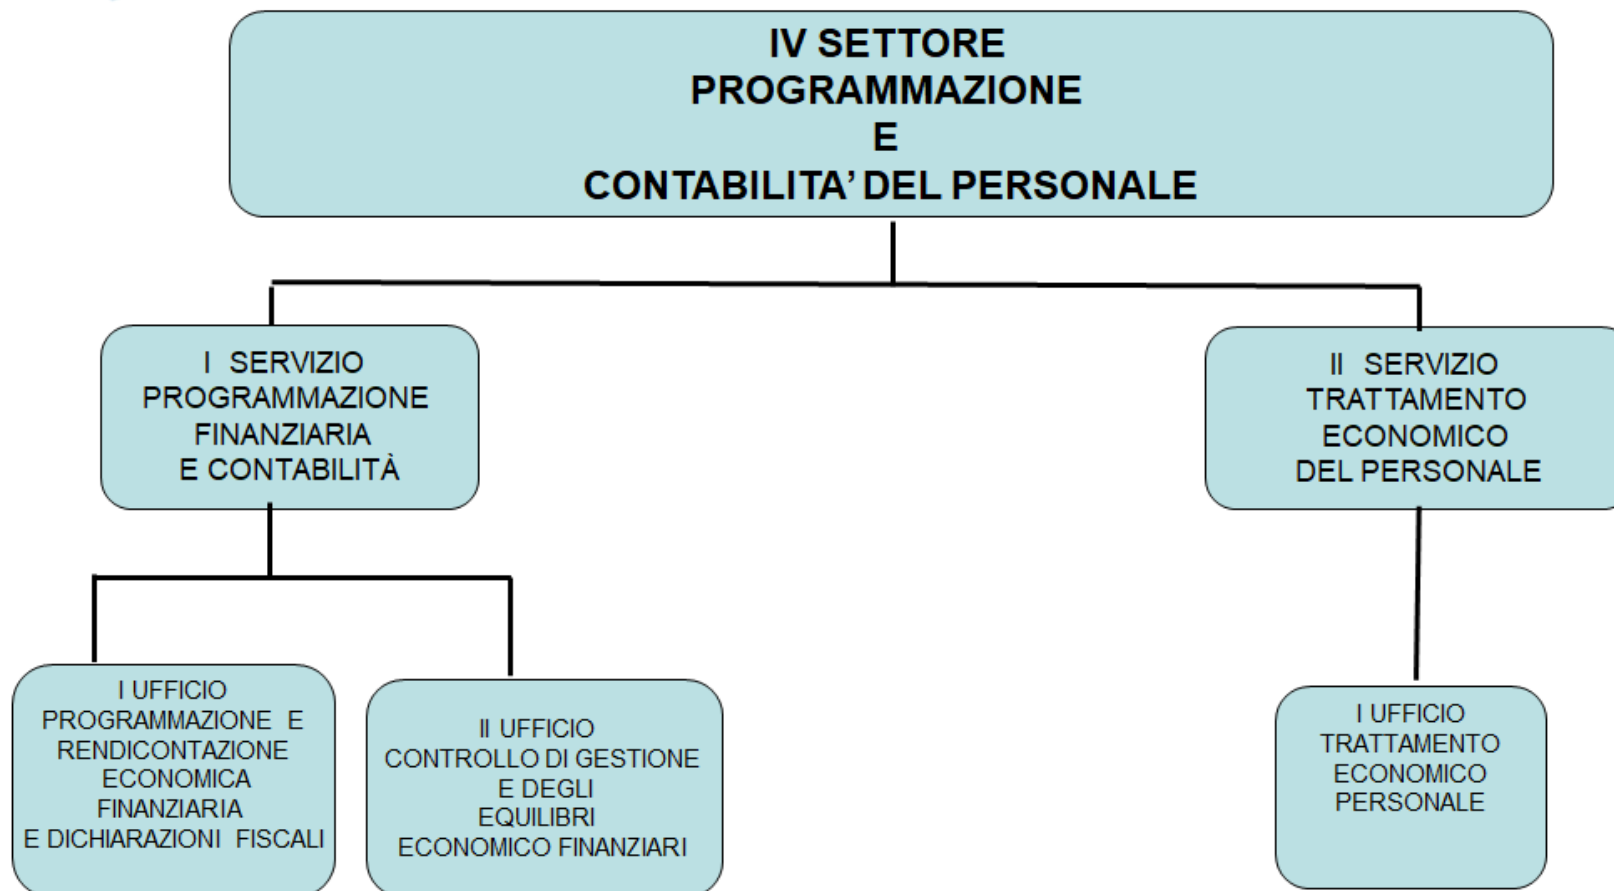 IV SETTORE
PROGRAMMAZIONE
E
CONTABILITA’ DEL PERSONALE
I SERVIZIO
PROGRAMMAZIONE
FINANZIARIA
E CONTABILITÀ
II SERVIZIO
TRATTAMENTO
ECONOMICO
DEL PERSONALE
I UFFICIO
PROGRAMMAZIONE E
RENDICONTAZIONE
ECONOMICA
FINANZIARIA
E DICHIARAZIONI FISCALI
II UFFICIO
CONTROLLO DI GESTIONE
E DEGLI
EQUILIBRI
ECONOMICO FINANZIARI
I UFFICIO
TRATTAMENTO
ECONOMICO
PERSONALE